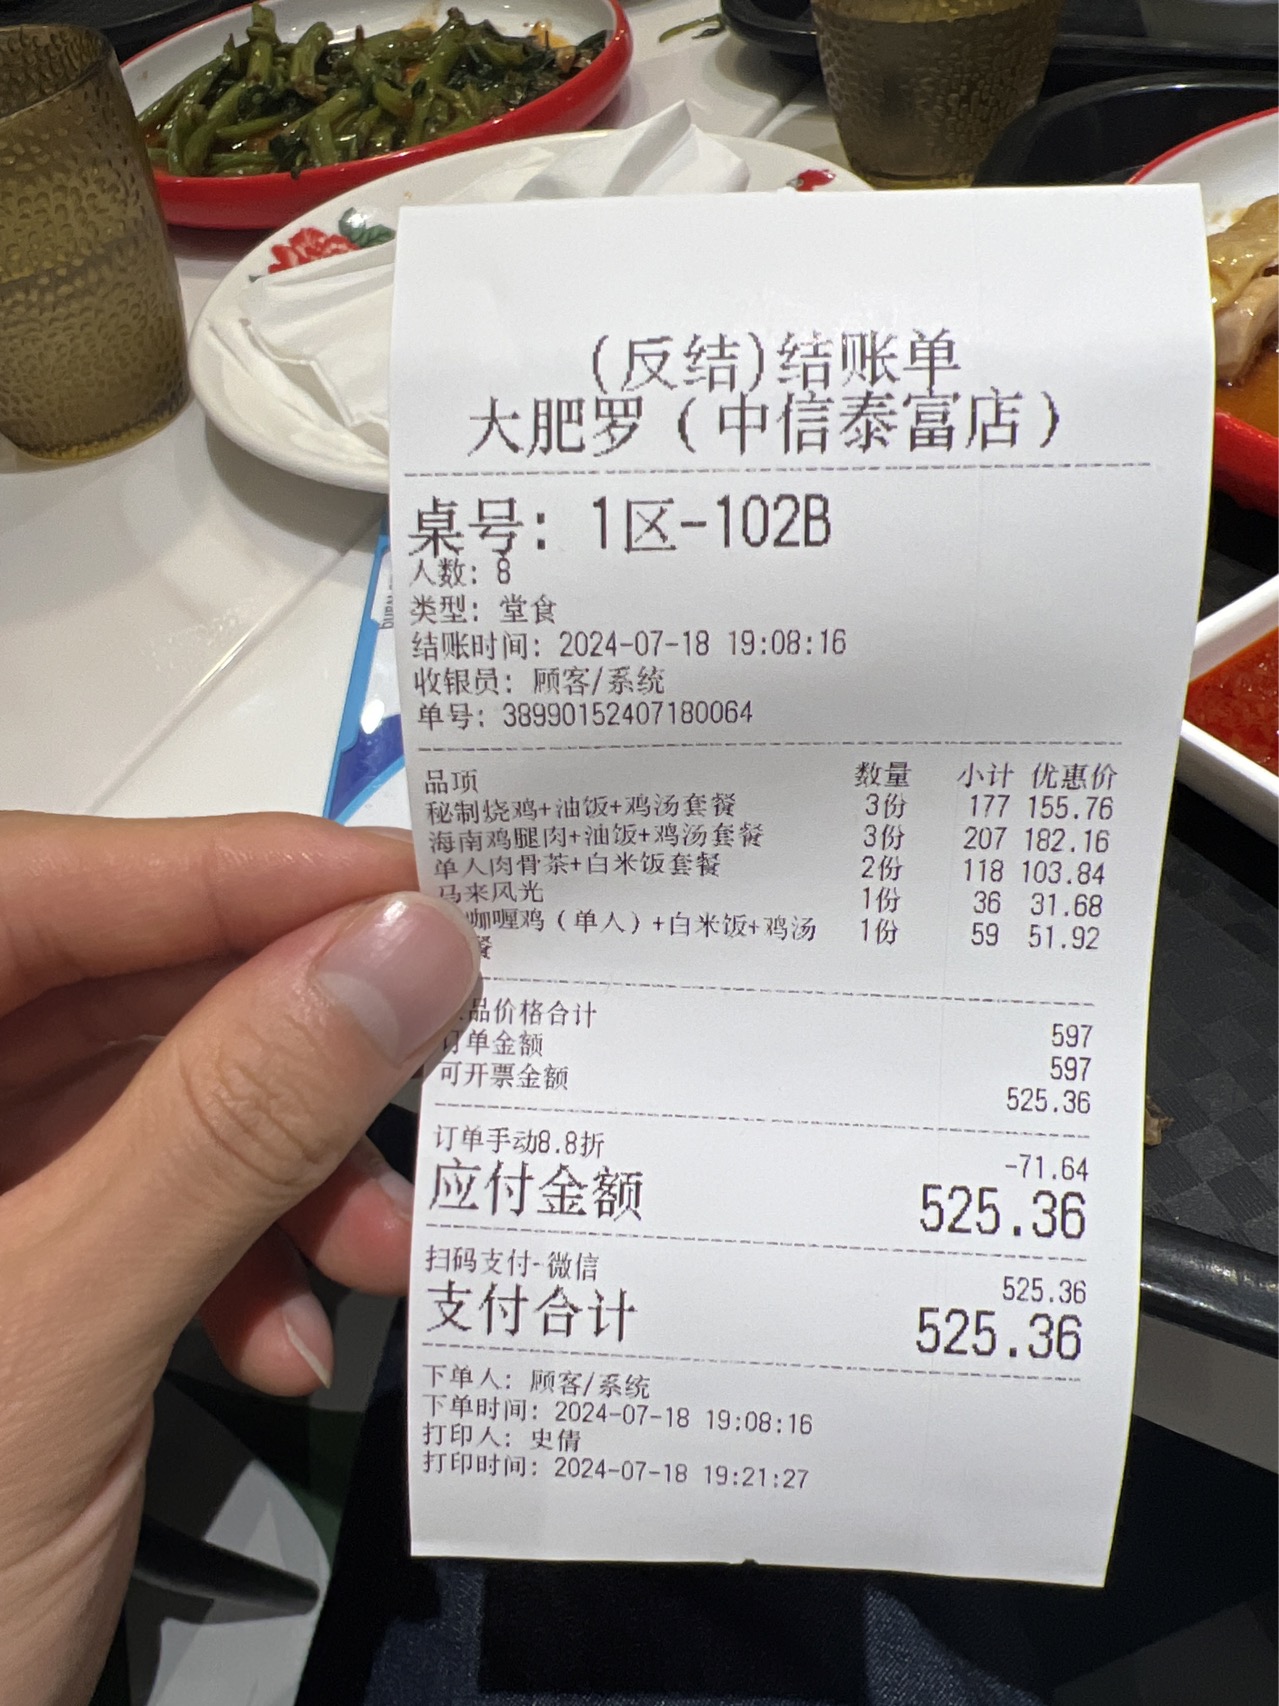 (反结)结账单
大肥罗（中信泰富店）
桌号: 1区-102B
人数: 8
类型: 堂食
结账时间: 2024-07-18 19:08:16
收银员: 顾客/系统
单号: 38990152407180064
品项 数量 小计 优惠价
秘制烧鸡+油饭+鸡汤套餐 3份 177 155.76
海南鸡腿肉+油饭+鸡汤套餐 3份 207 182.16
单人肉骨茶+白米饭套餐 2份 118 103.84
马来风光 1份 36 31.68
咖喱鸡（单人）+白米饭+鸡汤 1份 59 51.92
餐
品价格合计 597
订单金额 597
可开票金额 525.36
订单手动8.8折 -71.64
应付金额 525.36
扫码支付-微信 525.36
支付合计 525.36
下单人: 顾客/系统
下单时间: 2024-07-18 19:08:16
打印人: 史倩
打印时间: 2024-07-18 19:21:27